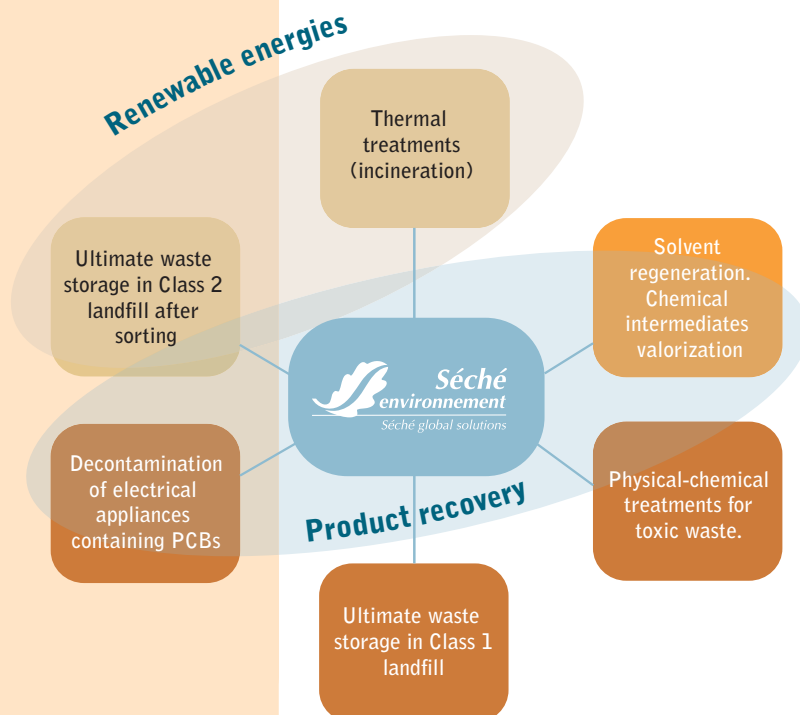 Renewable energies
Thermal
treatments
(incineration)
Ultimate waste
storage in Class 2
landfill after
sorting
Solvent
regeneration.
Chemical
intermediates
valorization
Séché
environnement
Séché global solutions
Decontamination
of electrical
appliances
containing PCBs
Physical-chemical
treatments for
toxic waste.
Product recovery
Ultimate waste
storage in Class 1
landfill